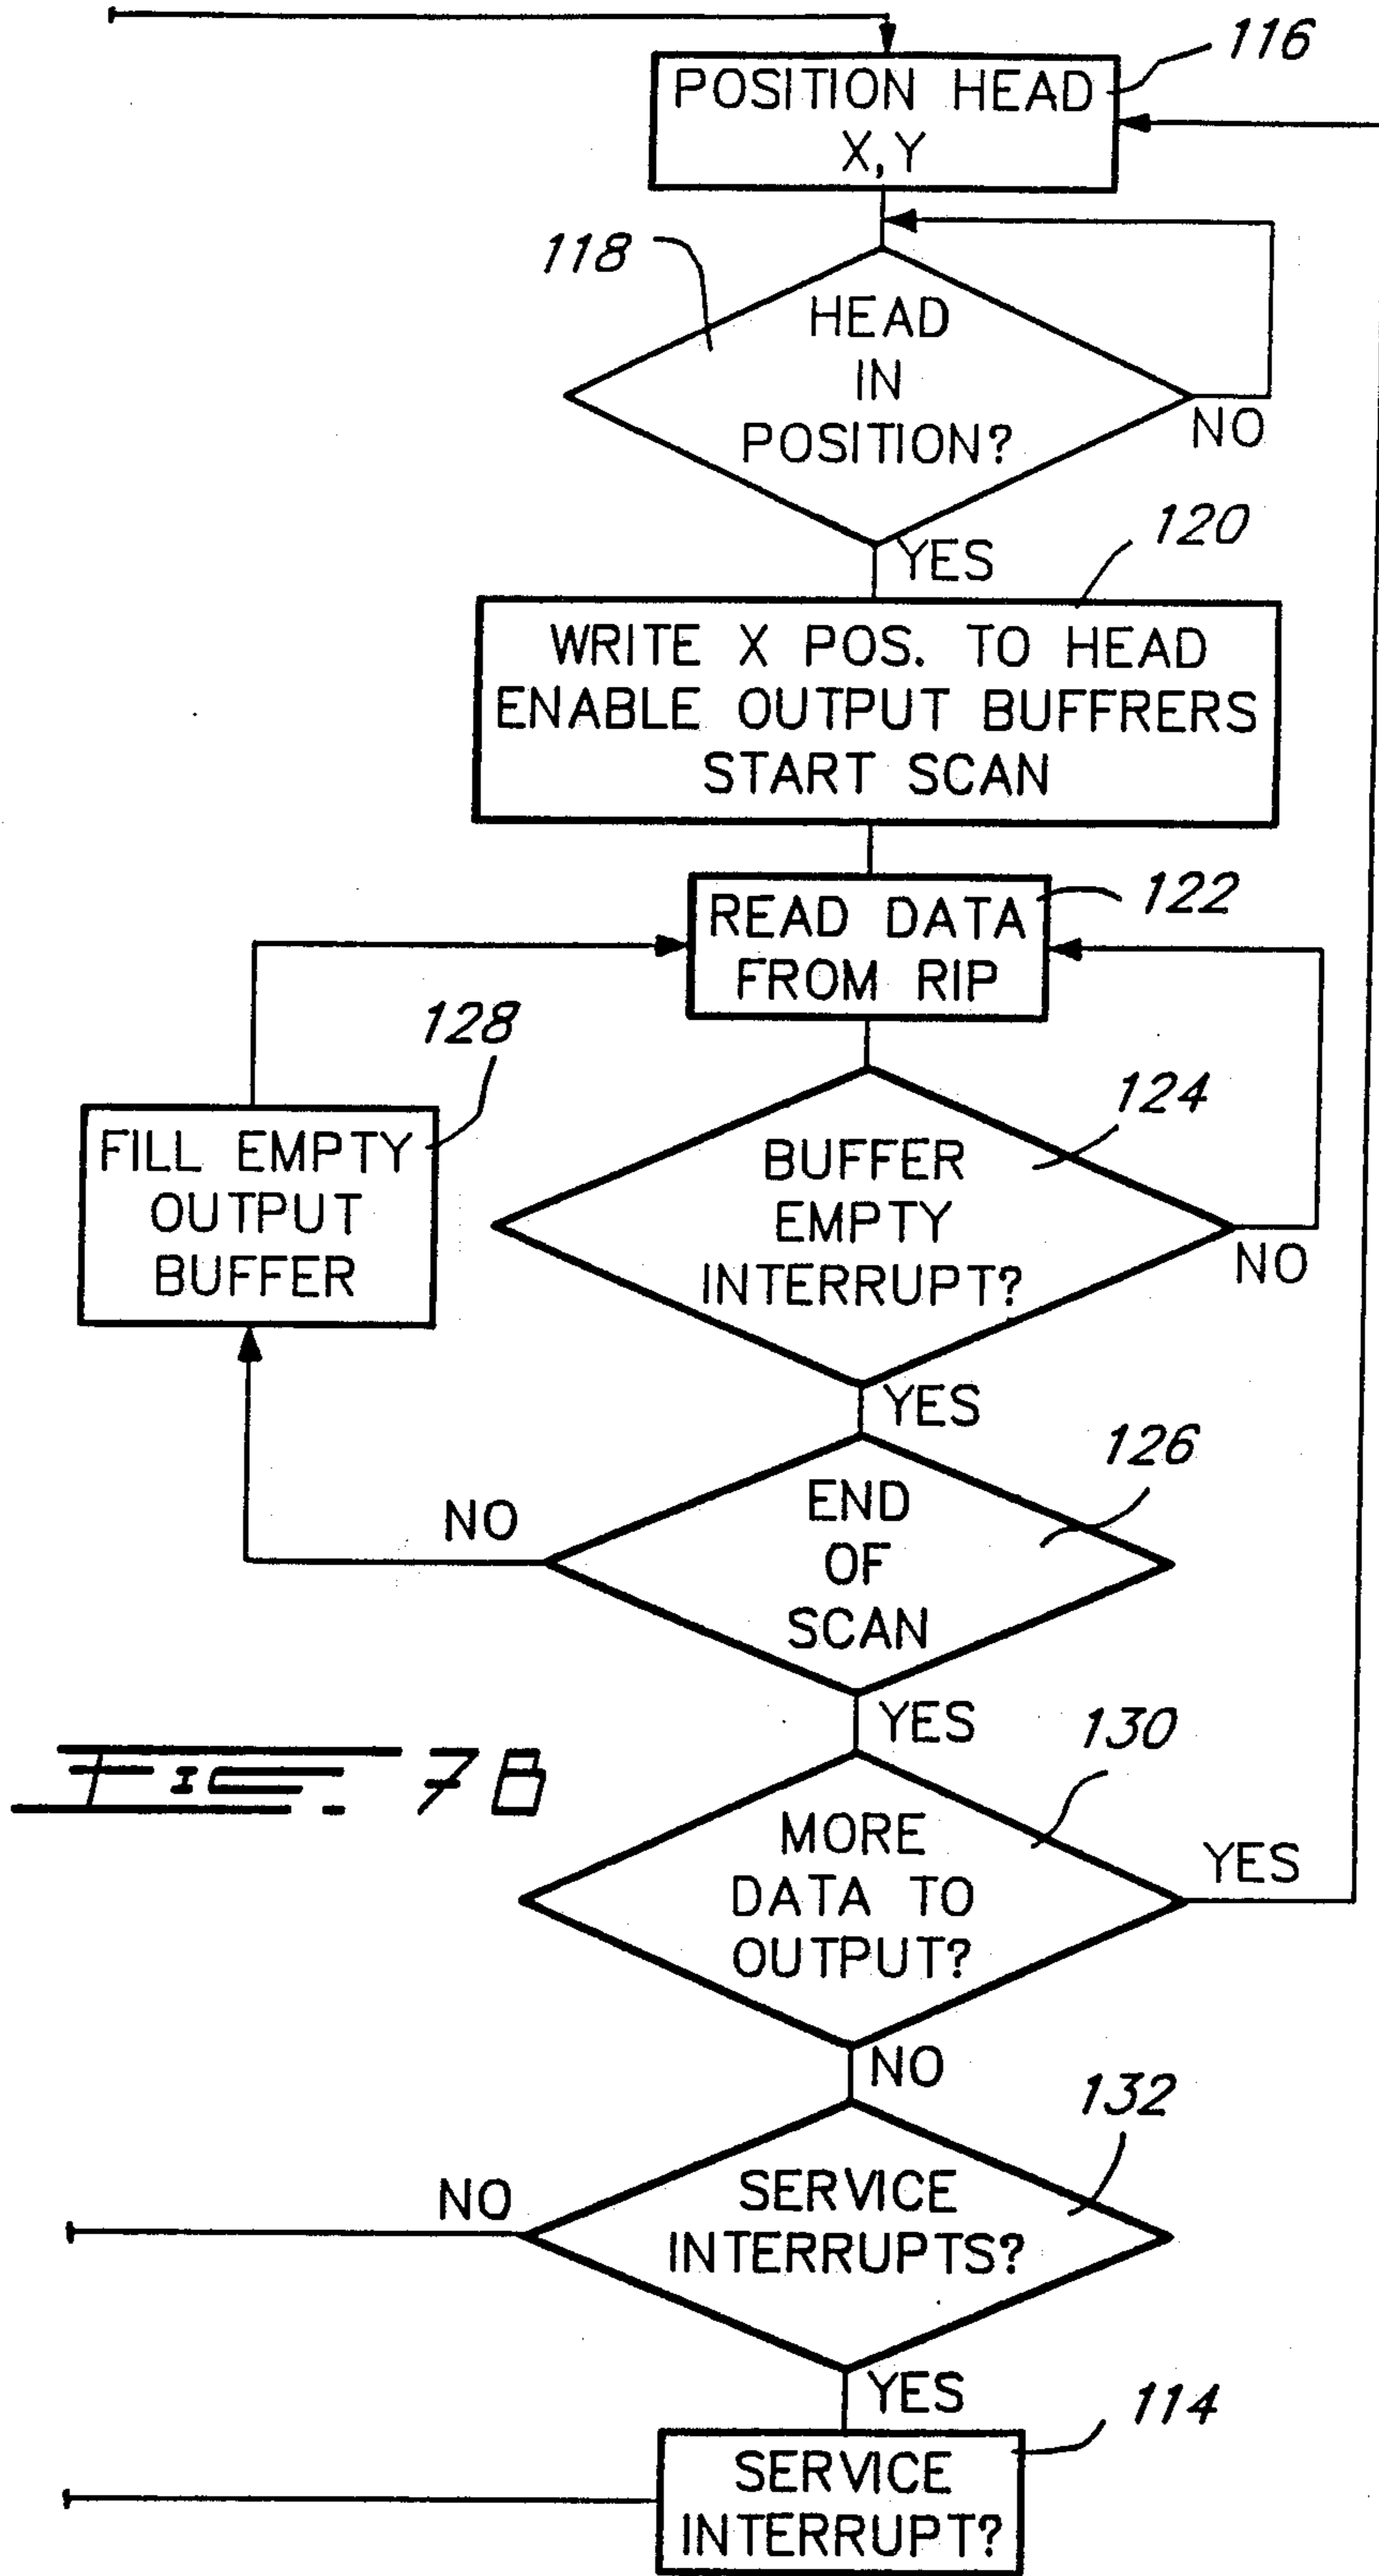 116
POSITION HEAD
X, Y
118
HEAD
IN
POSITION?
NO
YES
120
WRITE X POS. TO HEAD
ENABLE OUTPUT BUFFRERS
START SCAN
122
READ DATA
FROM RIP
128
FILL EMPTY
OUTPUT
BUFFER
124
BUFFER
EMPTY
INTERRUPT?
NO
YES
126
END
OF
SCAN
NO
YES
FIG. 7B
130
MORE
DATA TO
OUTPUT?
YES
NO
132
SERVICE
INTERRUPTS?
NO
YES
114
SERVICE
INTERRUPT?